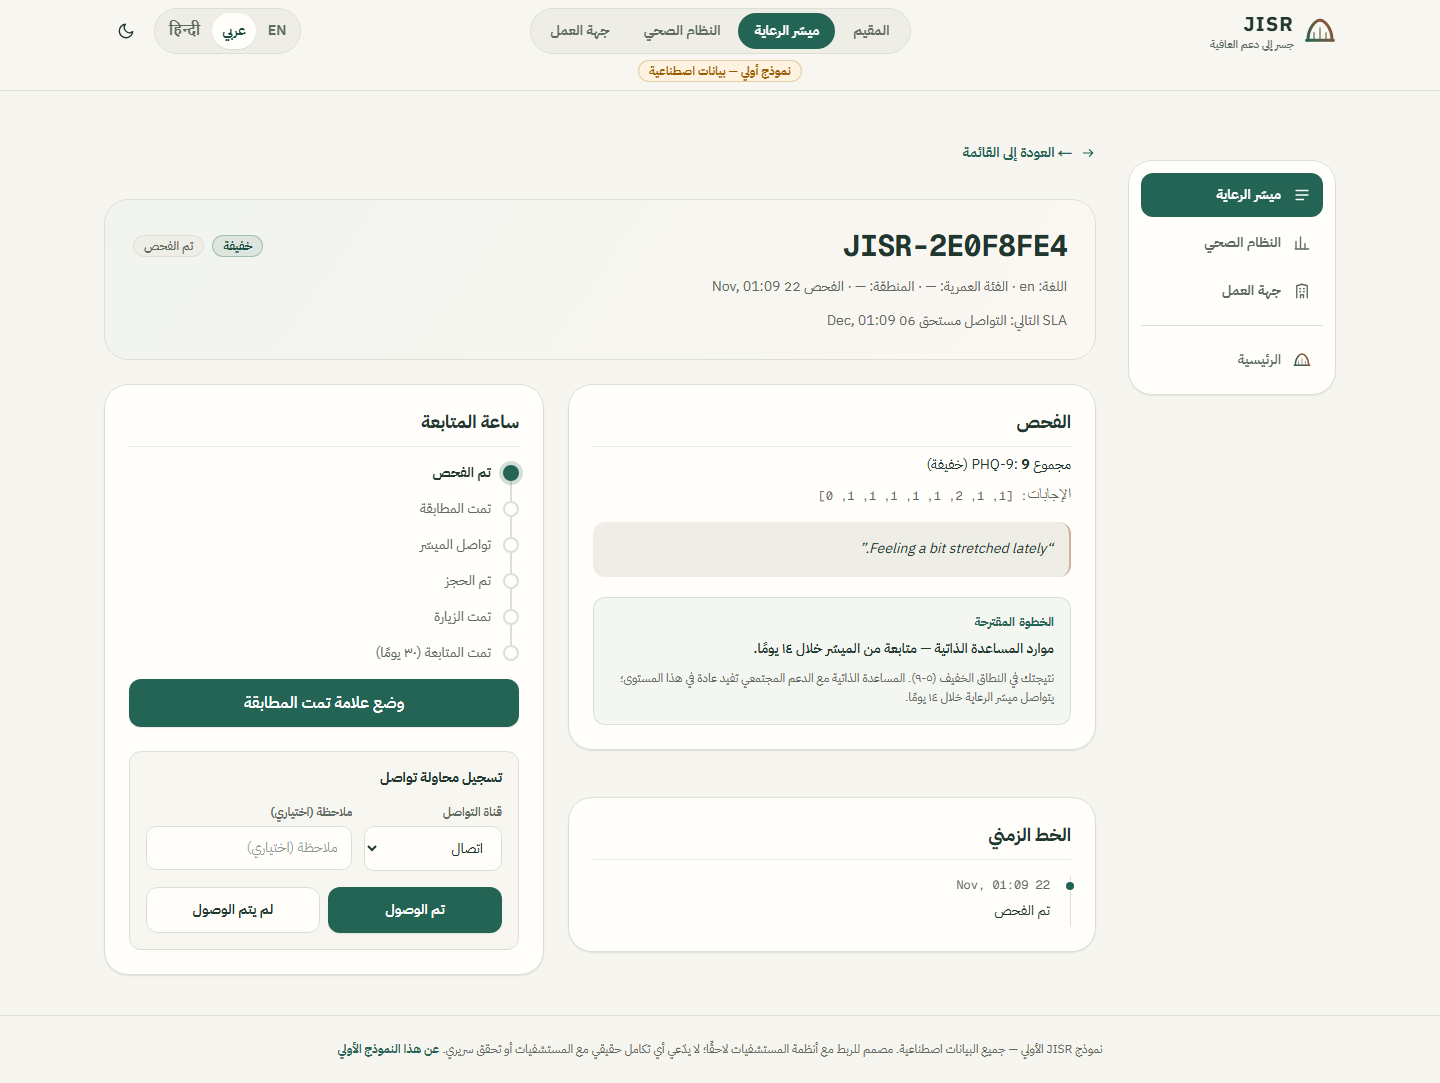 JISR
جسر إلى دعم العافية
المقيم
ميسّر الرعاية
النظام الصحي
جهة العمل
EN
عربي
हिन्दी
نموذج أولي — بيانات اصطناعية
ميسّر الرعاية
النظام الصحي
جهة العمل
الرئيسية
→ ← العودة إلى القائمة
JISR-2E0F8FE4
خفيفة
تم الفحص
اللغة: en · الفئة العمرية: — · المنطقة: — · الفحص 22 Nov, 01:09
SLA التالي: التواصل مستحق 06 Dec, 01:09
الفحص
مجموع PHQ-9: 9 (خفيفة)
الإجابات: [1, 1, 2, 1, 1, 1, 1, 1, 0]
“Feeling a bit stretched lately.”
الخطوة المقترحة
موارد المساعدة الذاتية — متابعة من الميسّر خلال ١٤ يومًا.
نتيجتك في النطاق الخفيف (٥-٩). المساعدة الذاتية مع الدعم المجتمعي تفيد عادة في هذا المستوى؛
يتواصل ميسّر الرعاية خلال ١٤ يومًا.
الخط الزمني
22 Nov, 01:09
تم الفحص
ساعة المتابعة
تم الفحص
تمت المطابقة
تواصل الميسّر
تم الحجز
تمت الزيارة
تمت المتابعة (٣٠ يومًا)
وضع علامة تمت المطابقة
تسجيل محاولة تواصل
قناة التواصل
ملاحظة (اختياري)
اتصال
ملاحظة (اختياري)
تم الوصول
لم يتم الوصول
نموذج JISR الأولي — جميع البيانات اصطناعية. مصمم للربط مع أنظمة المستشفيات لاحقًا؛ لا يدّعي أي تكامل حقيقي مع المستشفيات أو تحقق سريري. عن هذا النموذج الأولي